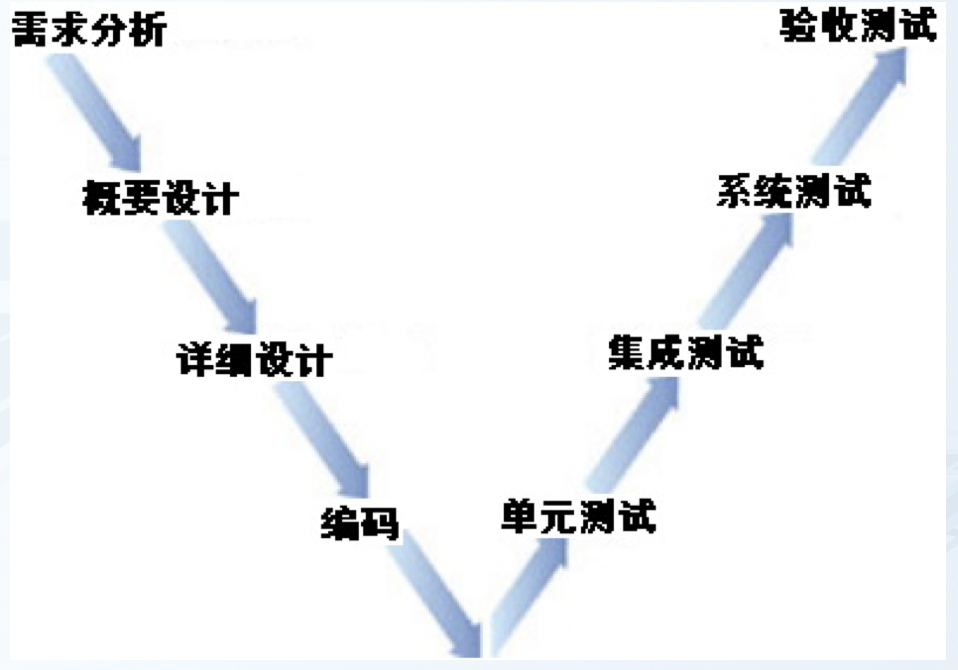 需求分析
验收测试
概要设计
系统测试
详细设计
集成测试
编码
单元测试